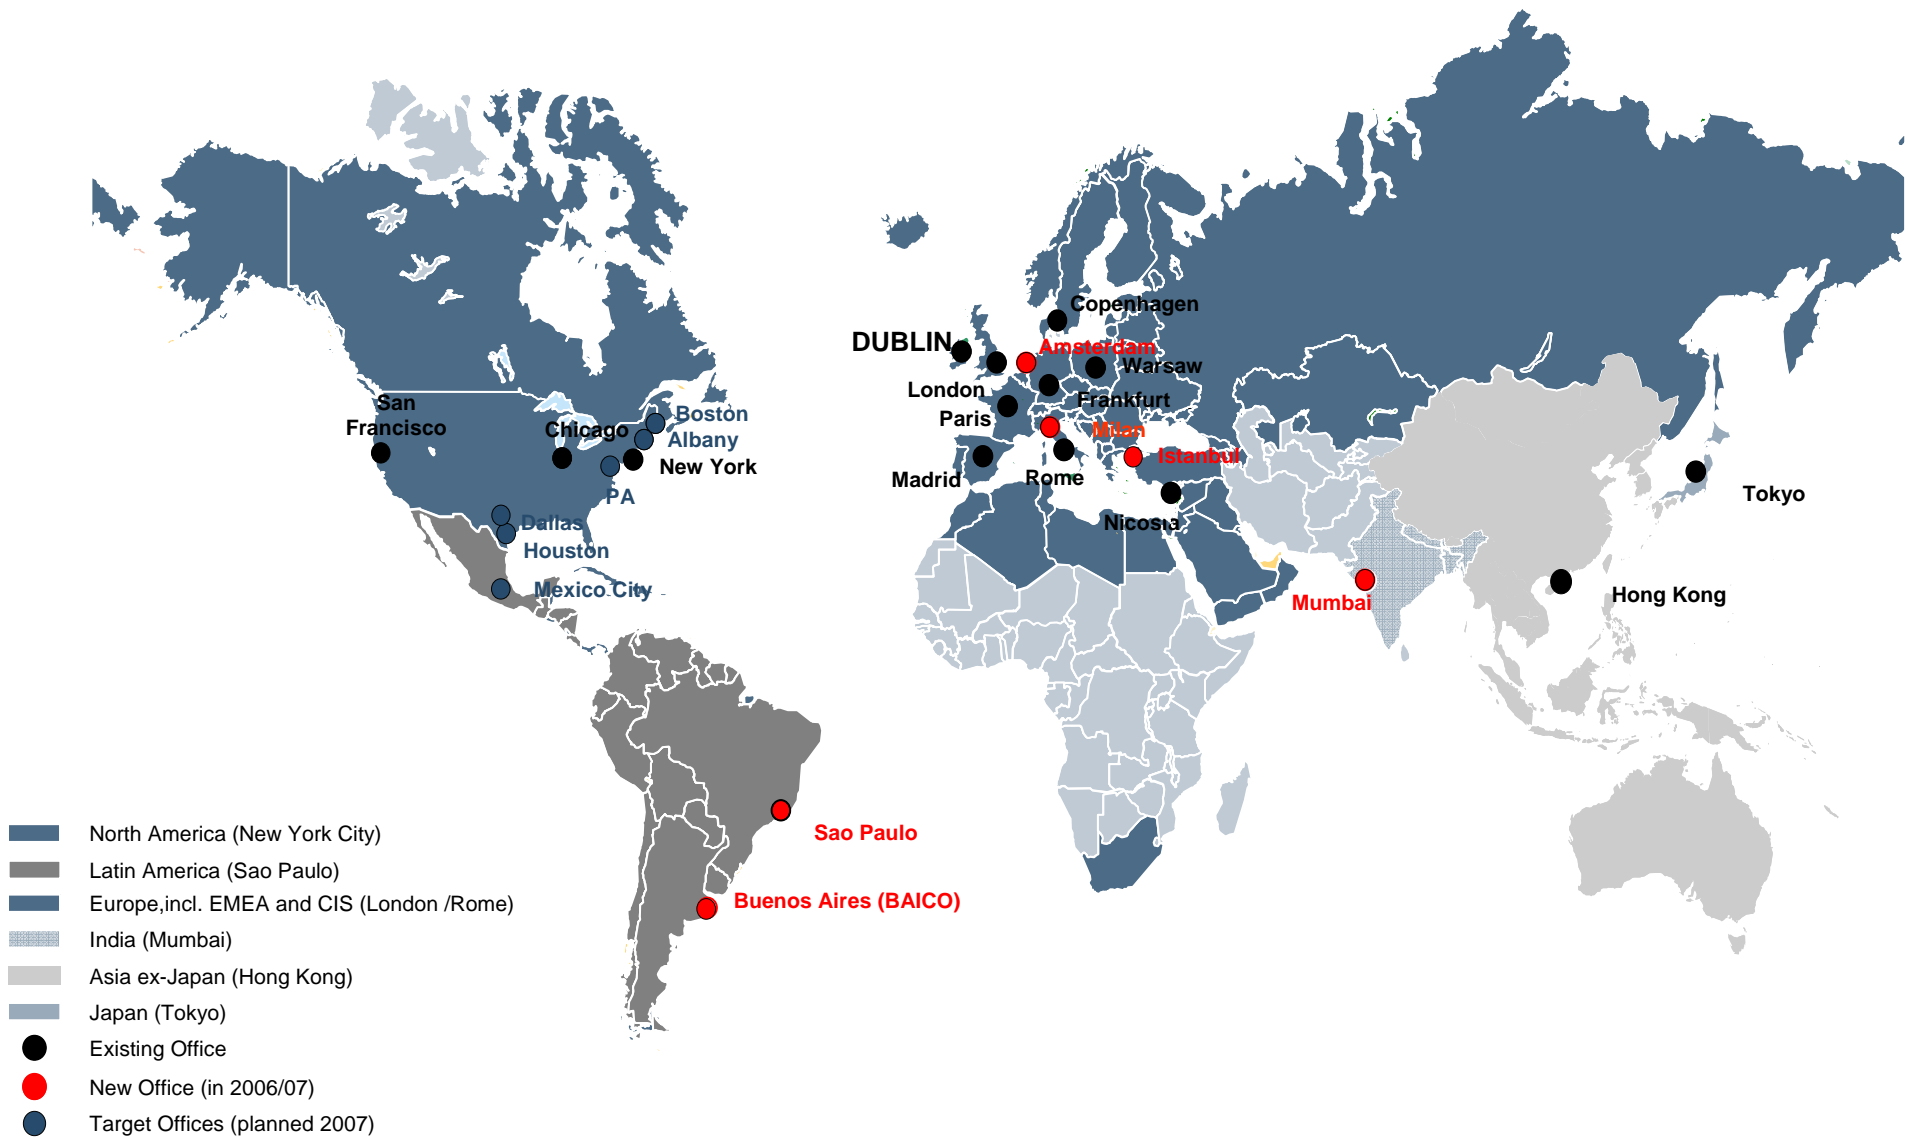 Copenhagen
DUBLIN
Amsterdam
Warsaw
London
Frankfurt
San
Francisco
Paris
Boston
Chicago
Milan
Albany
Istanbul
New York
Madrid
Rome
PA
Tokyo
Dallas
Nicosia
Houston
Mexico City
Mumbai
Hong Kong
Sao Paulo
Buenos Aires (BAICO)
North America (New York City)
Latin America (Sao Paulo)
Europe,incl. EMEA and CIS (London /Rome)
India (Mumbai)
Asia ex-Japan (Hong Kong)
Japan (Tokyo)
Existing Office
New Office (in 2006/07)
Target Offices (planned 2007)